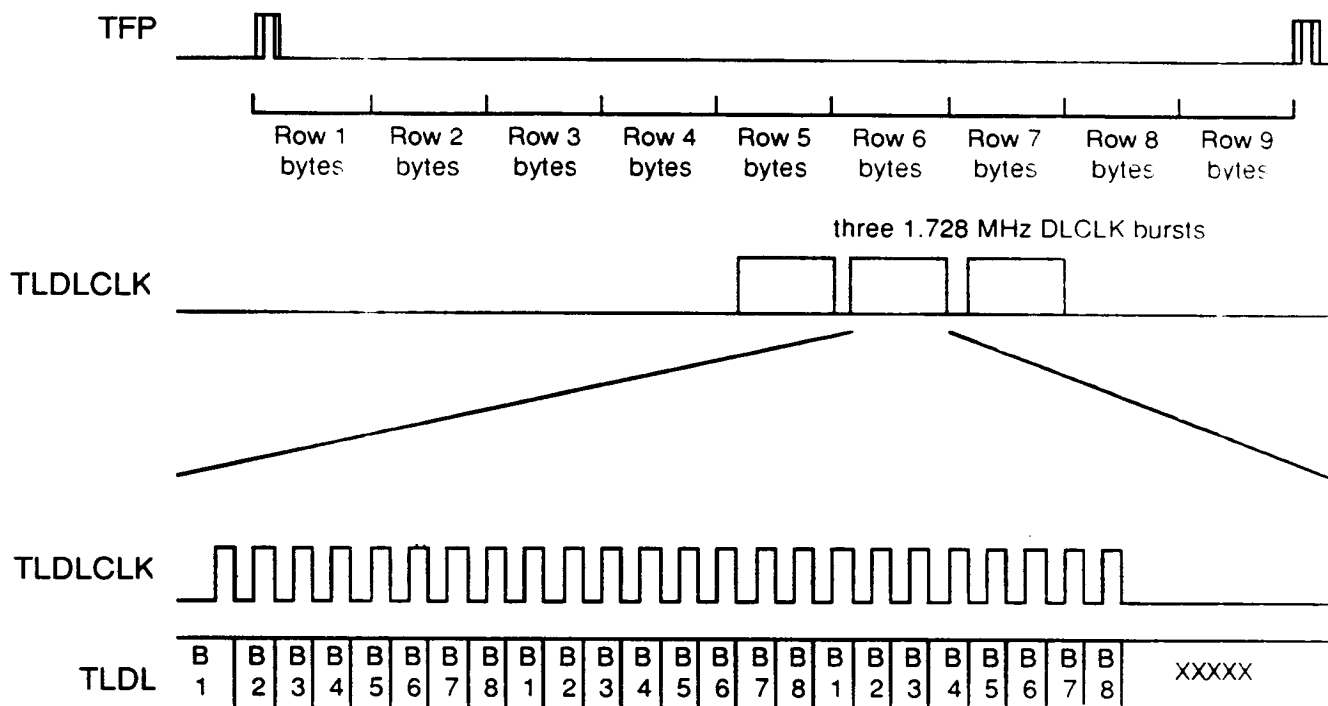 TFP
Row 1 Row 2 Row 3 Row 4 Row 5 Row 6 Row 7 Row 8 Row 9
bytes bytes bytes bytes bytes bytes bytes bytes bytes
three 1.728 MHz DLCLK bursts
TLDLCLK
TLDLCLK
B B B B B B B B B B B B B B B B B B B B B B B B
TLDL
1 2 3 4 5 6 7 8 1 2 3 4 5 6 7 8 1 2 3 4 5 6 7 8
XXXXX